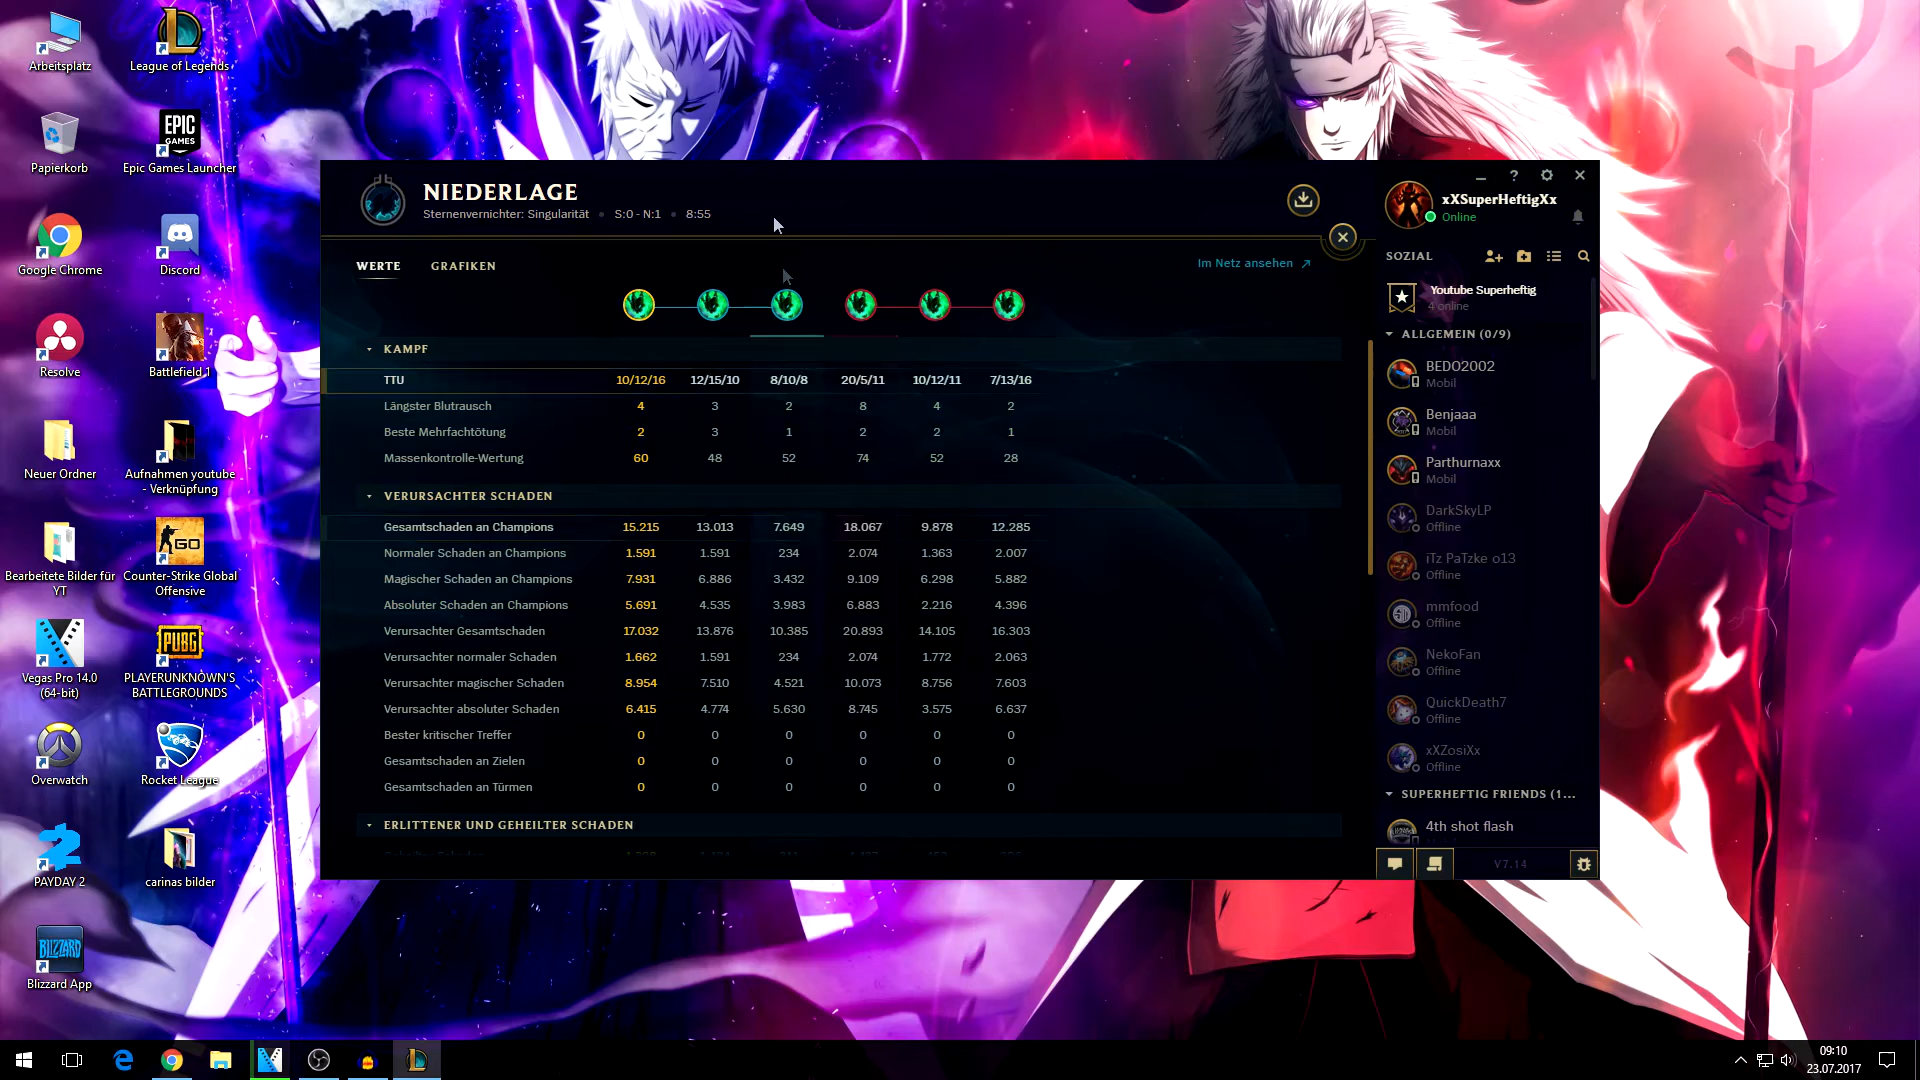 Arbeitsplatz
League of Legends
Papierkorb
EPIC GAMES
Epic Games Launcher
Google Chrome
Discord
Resolve
Battlefield 1
Neuer Ordner
Aufnahmen youtube
- Verknüpfung
Bearbeitete Bilder für
YT
GO
Counter-Strike Global
Offensive
Vegas Pro 14.0
(64-bit)
PUBG
PLAYERUNKNOWN'S
BATTLEGROUNDS
Overwatch
Rocket League
PAYDAY 2
carinas bilder
BLIZZARD
Blizzard App
NIEDERLAGE
Sternenvernichter: Singularität • S:0 - N:1 • 8:55
WERTE GRAFIKEN
Im Netz ansehen
KAMPF
TTU 10/12/16 12/15/10 8/10/8 20/5/11 10/12/11 7/13/16
Längster Blutrausch 4 3 2 8 4 2
Beste Mehrfachtötung 2 3 1 2 2 1
Massenkontrolle-Wertung 60 48 52 74 52 28
VERURSACHTER SCHADEN
Gesamtschaden an Champions 15.215 13.013 7.649 18.067 9.878 12.285
Normaler Schaden an Champions 1.591 1.591 234 2.074 1.363 2.007
Magischer Schaden an Champions 7.931 6.886 3.432 9.109 6.298 5.882
Absoluter Schaden an Champions 5.691 4.535 3.983 6.883 2.216 4.396
Verursachter Gesamtschaden 17.032 13.876 10.385 20.893 14.105 16.303
Verursachter normaler Schaden 1.662 1.591 234 2.074 1.772 2.063
Verursachter magischer Schaden 8.954 7.510 4.521 10.073 8.756 7.603
Verursachter absoluter Schaden 6.415 4.774 5.630 8.745 3.575 6.637
Bester kritischer Treffer 0 0 0 0 0 0
Gesamtschaden an Zielen 0 0 0 0 0 0
Gesamtschaden an Türmen 0 0 0 0 0 0
ERLITTENER UND GEHEILTER SCHADEN
xXSuperHeftigXx
Online
SOZIAL
Youtube Superheftig
4 online
ALLGEMEIN (0/9)
BEDO2002
Mobil
Benjaaa
Mobil
Parthurnaxx
Mobil
DarkSkyLP
Offline
iTz PaTzke o13
Offline
mmfood
Offline
NekoFan
Offline
QuickDeath7
Offline
xXZosiXx
Offline
SUPERHEFTIG FRIENDS (1...
4th shot flash
V7.14
09:10
23.07.2017